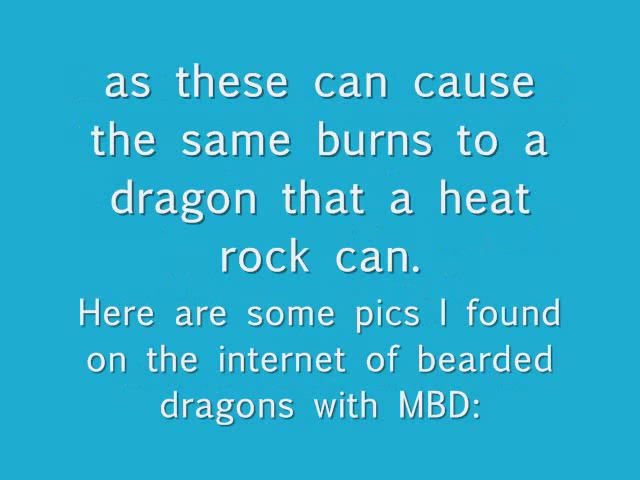 as these can cause
the same burns to a
dragon that a heat
rock can.
Here are some pics I found
on the internet of bearded
dragons with MBD: